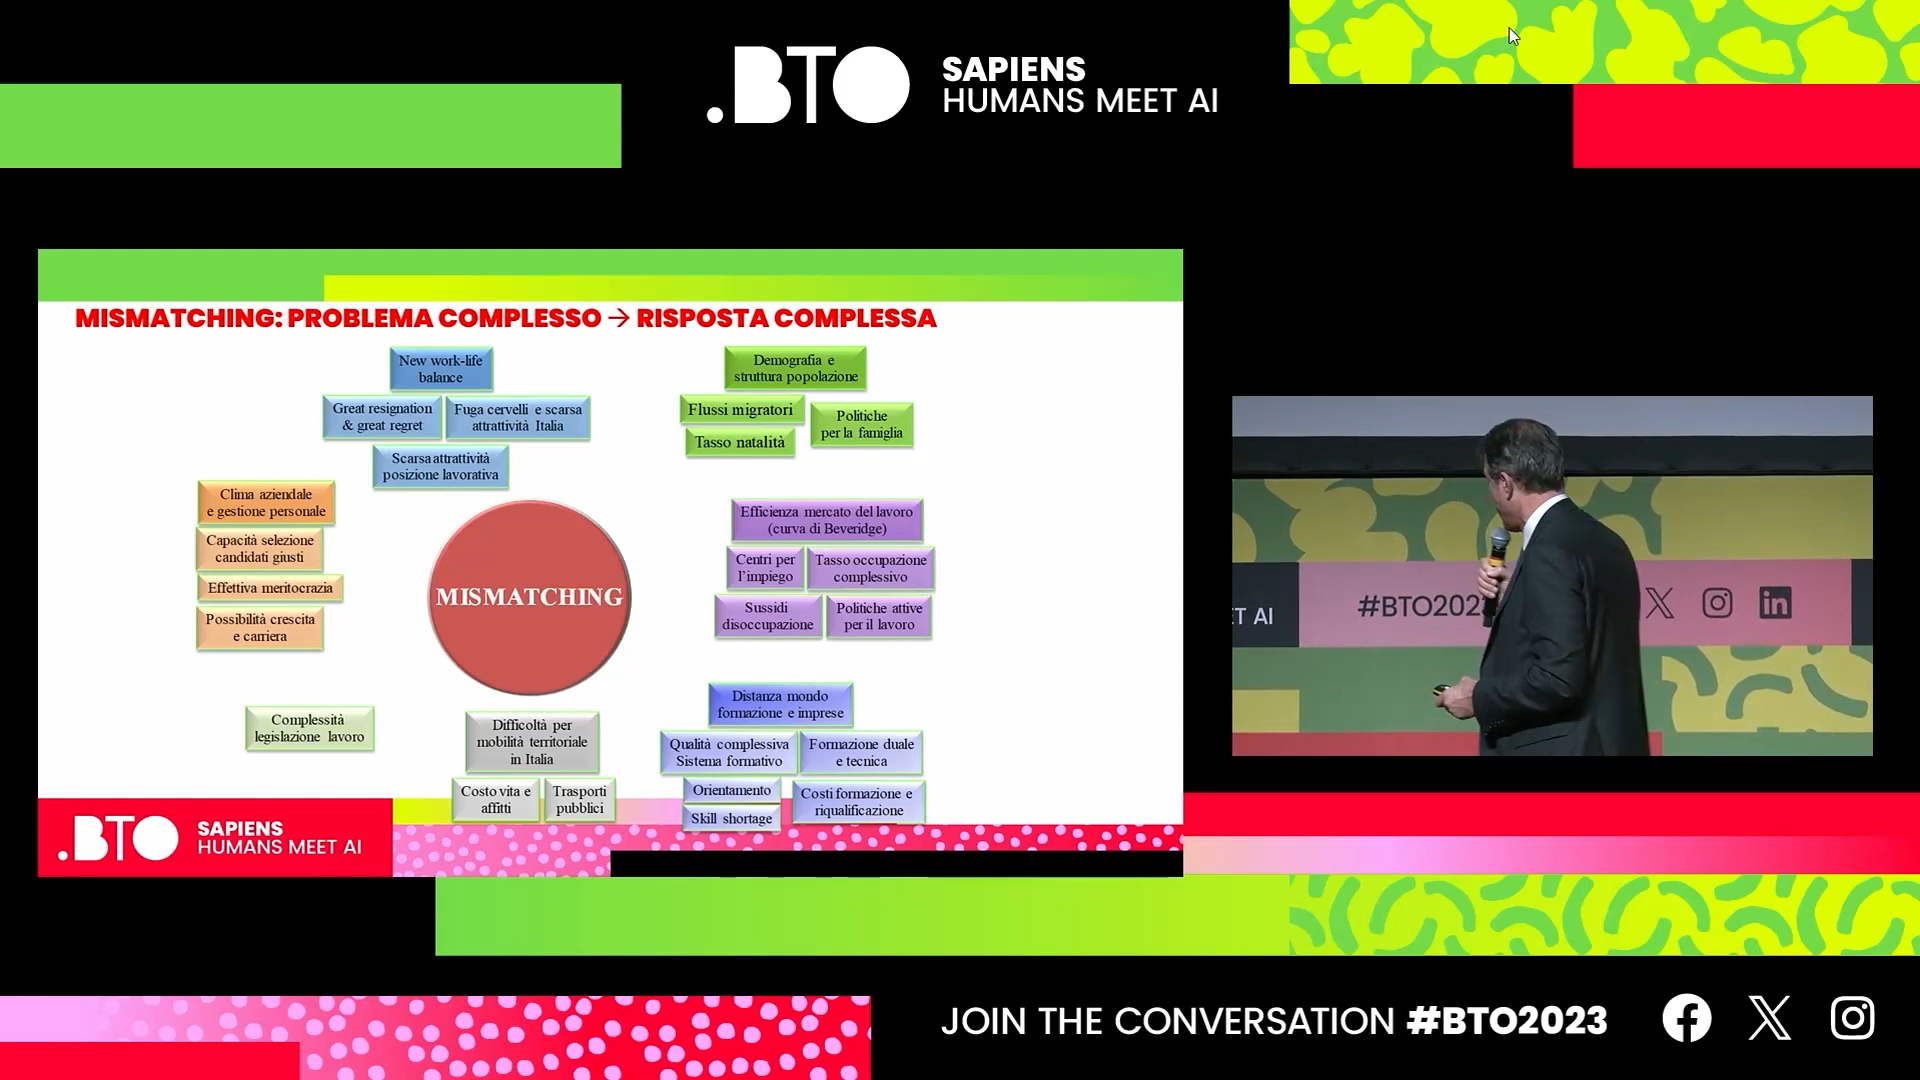 .BTO
SAPIENS
HUMANS MEET AI
MISMATCHING: PROBLEMA COMPLESSO → RISPOSTA COMPLESSA
New work-life
balance
Great resignation
& great regret
Fuga cervelli e scarsa
attrattività Italia
Scarsa attrattività
posizione lavorativa
Demografia e
struttura popolazione
Flussi migratori
Politiche
per la famiglia
Tasso natalità
Clima aziendale
e gestione personale
Capacità selezione
candidati giusti
Effettiva meritocrazia
Possibilità crescita
e carriera
MISMATCHING
Efficienza mercato del lavoro
(curva di Beveridge)
Centri per
l'impiego
Tasso occupazione
complessivo
Sussidi
disoccupazione
Politiche attive
per il lavoro
Complessità
legislazione lavoro
Difficoltà per
mobilità territoriale
in Italia
Costo vita e
affitti
Trasporti
pubblici
Distanza mondo
formazione e imprese
Qualità complessiva
Sistema formativo
Formazione duale
e tecnica
Orientamento
Costi formazione e
riqualificazione
Skill shortage
.BTO
SAPIENS
HUMANS MEET AI
ET AI
#BTO202
JOIN THE CONVERSATION #BTO2023